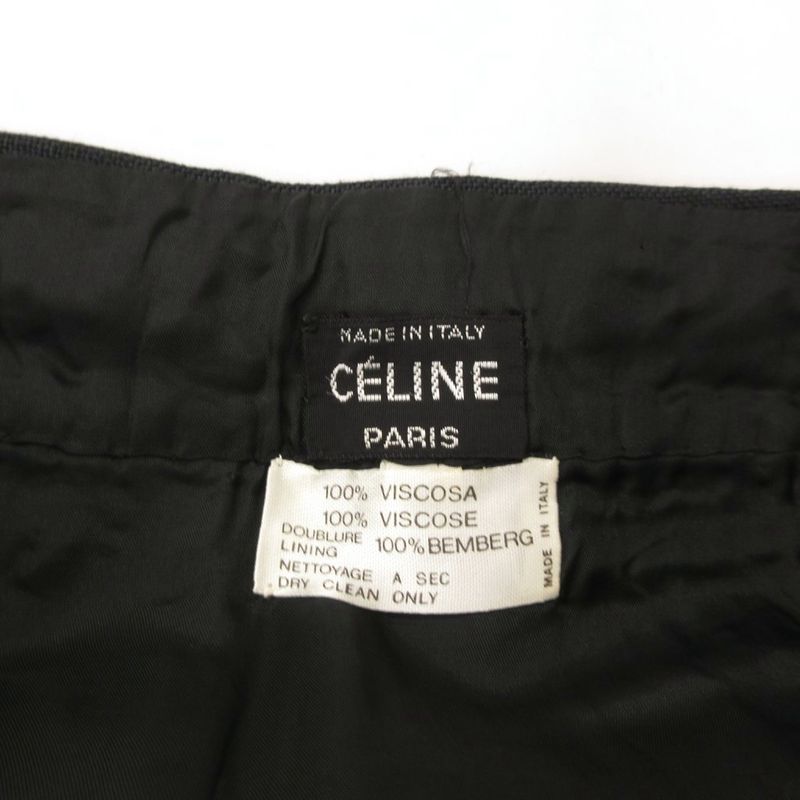 MADE IN ITALY
CÉLINE
PARIS
100% VISCOSA
100% VISCOSE
DOUBLURE
LINING 100% BEMBERG
NETTOYAGE A SEC
DRY CLEAN ONLY
MADE IN ITALY